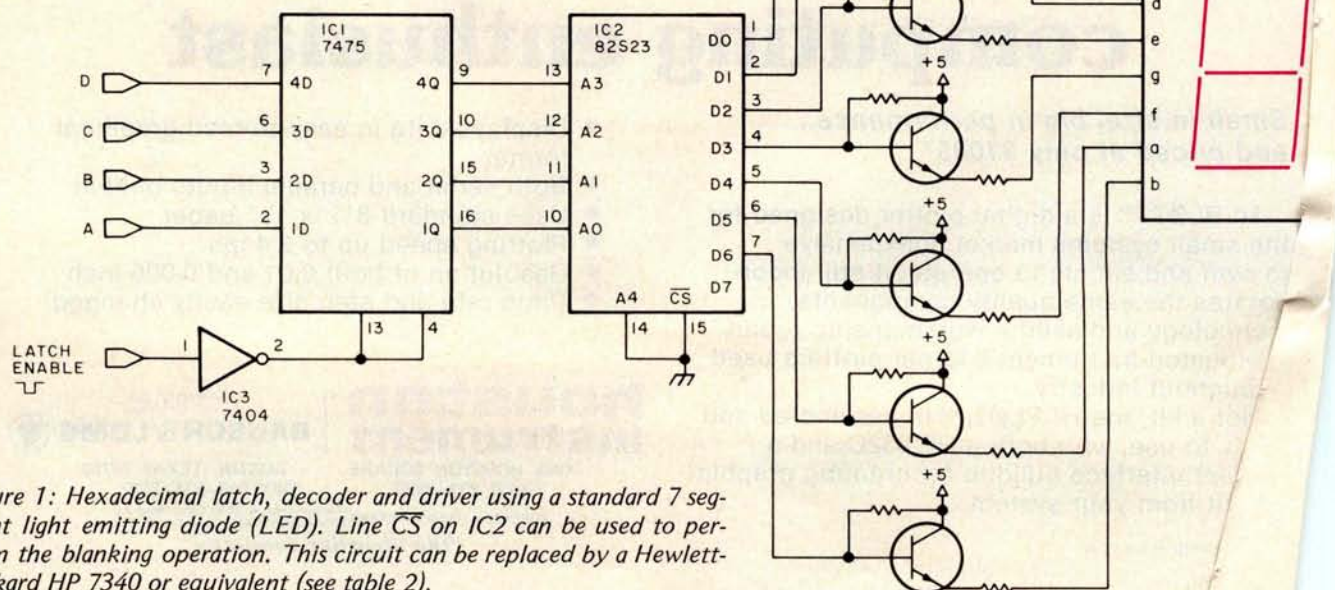 IC1
7475
IC2
82S23
D 7 4D 4Q 9 13 A3
C 6 3D 3Q 10 12 A2
B 3 2D 2Q 15 11 A1
A 2 1D 1Q 16 10 A0
A4 C̅S̅
13 4 14 15
LATCH
ENABLE
1 2
IC3
7404
D0 1
D1 2
D2 3
D3 4
D4 5
D5 6
D6 7
D7
+5
+5
+5
+5
d
e
g
f
a
b
ure 1: Hexadecimal latch, decoder and driver using a standard 7 seg-
nt light emitting diode (LED). Line C̅S̅ on IC2 can be used to per-
m the blanking operation. This circuit can be replaced by a Hewlett-
kard HP 7340 or equivalent (see table 2).